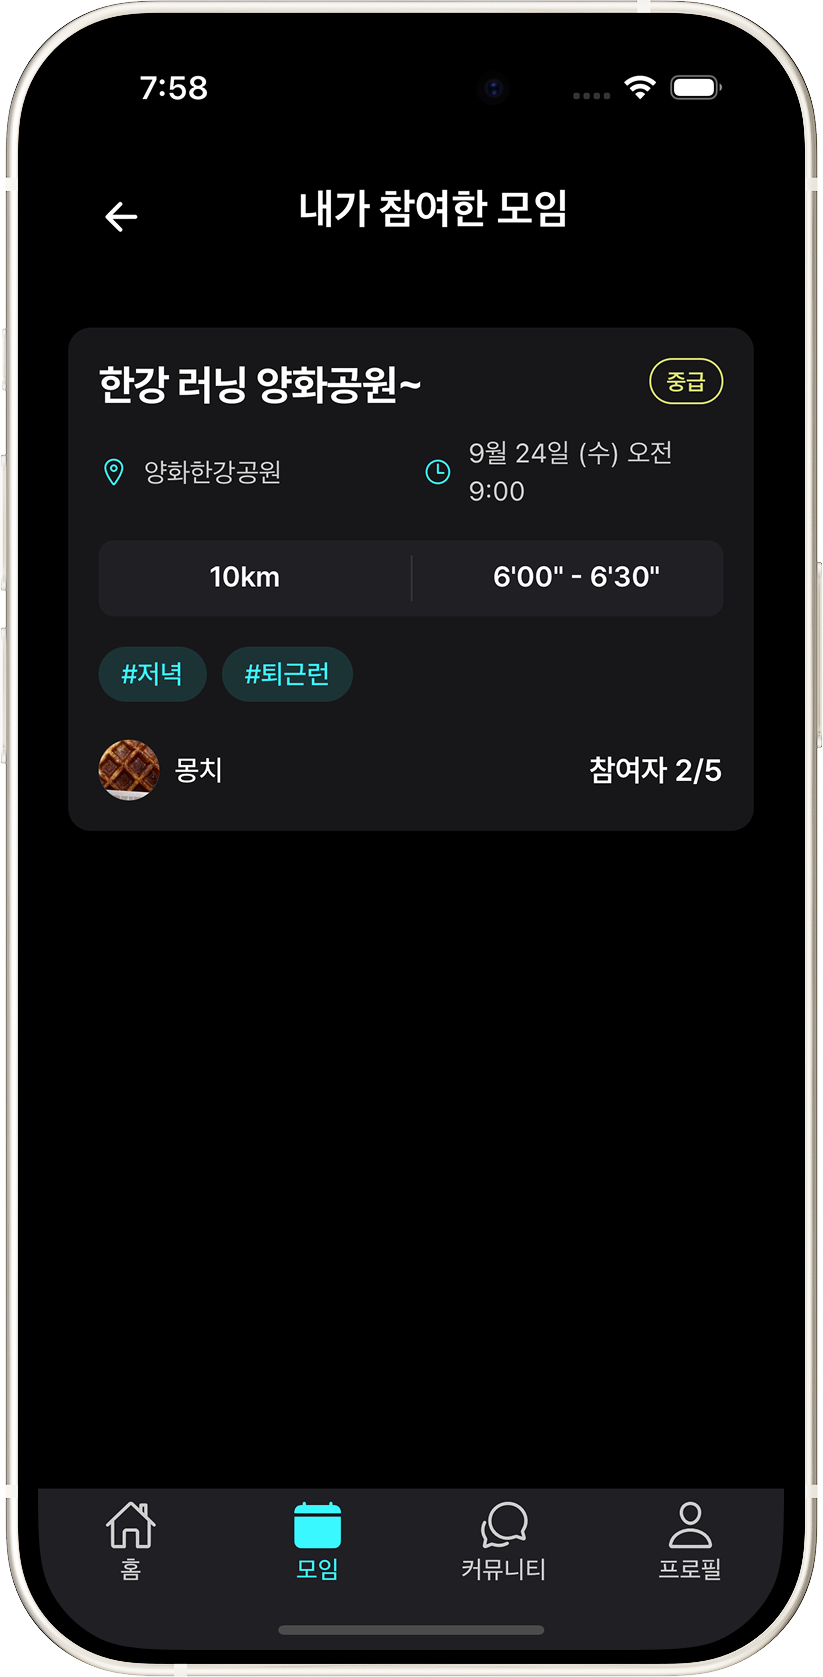 7:58
내가 참여한 모임
한강 러닝 양화공원~
중급
양화한강공원
9월 24일 (수) 오전
9:00
10km
6'00" - 6'30"
#저녁
#퇴근런
몽치
참여자 2/5
홈
모임
커뮤니티
프로필